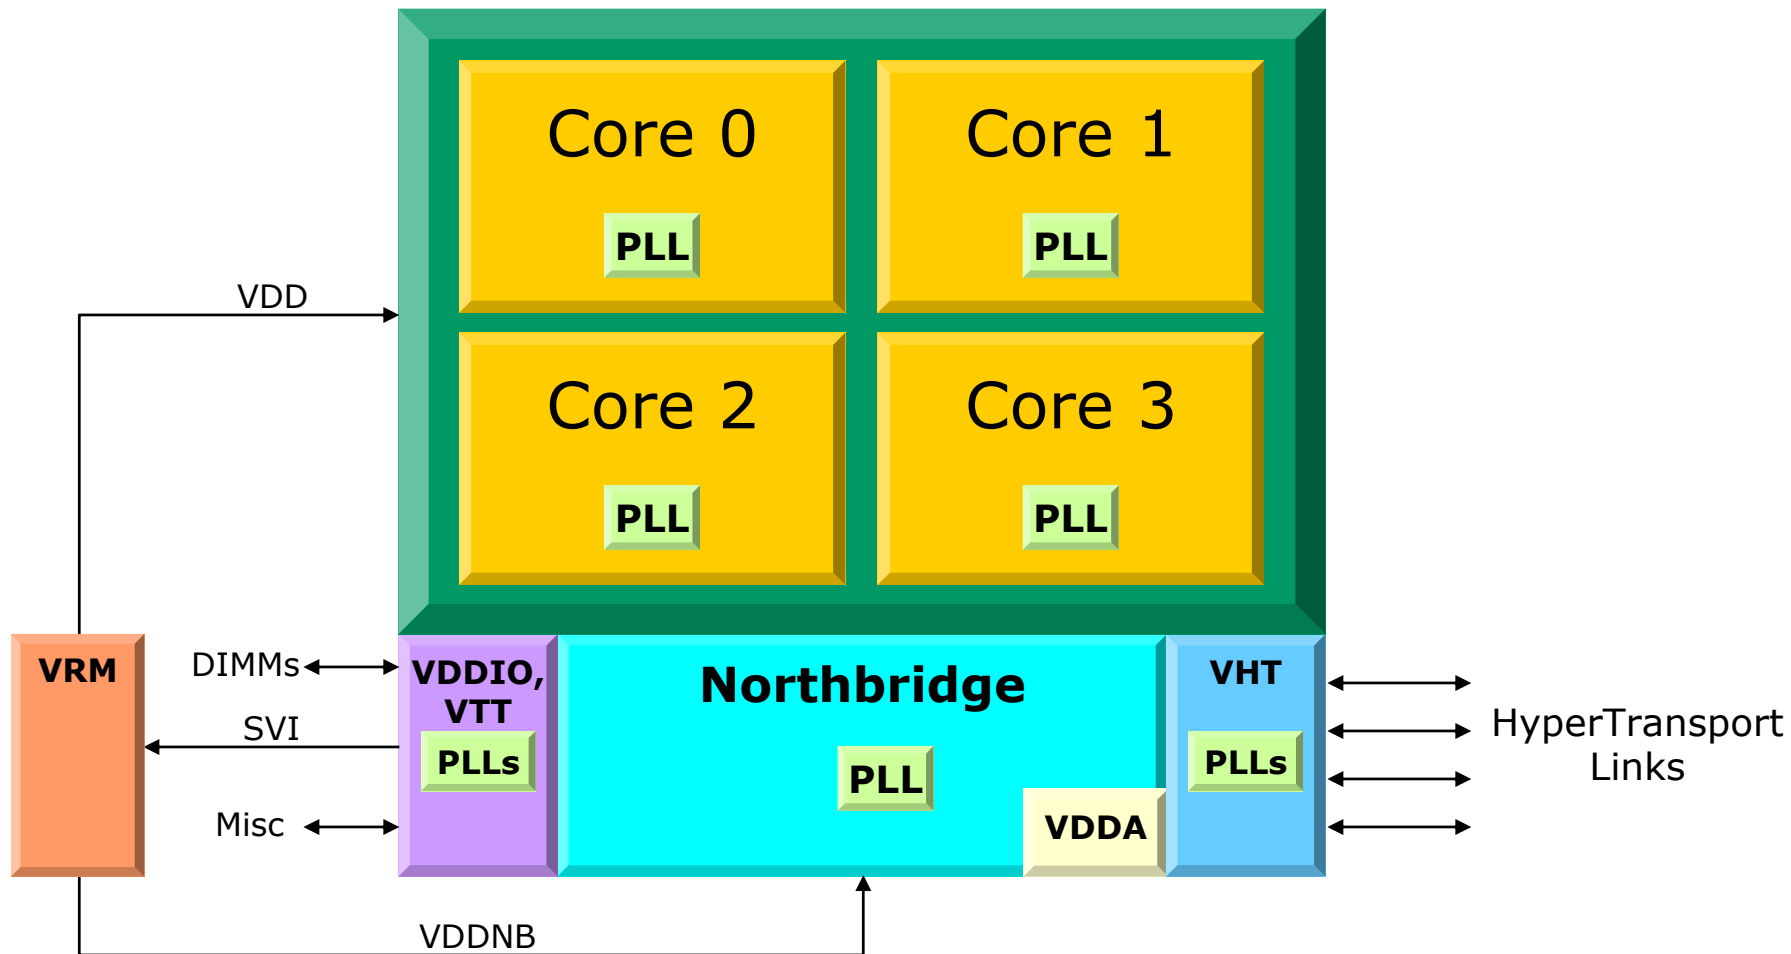 Core 0
Core 1
PLL
PLL
VDD
Core 2
Core 3
PLL
PLL
VRM
DIMMs
VDDIO,
VTT
Northbridge
VHT
SVI
PLLs
PLL
PLLs
HyperTransport
Links
Misc
VDDA
VDDNB